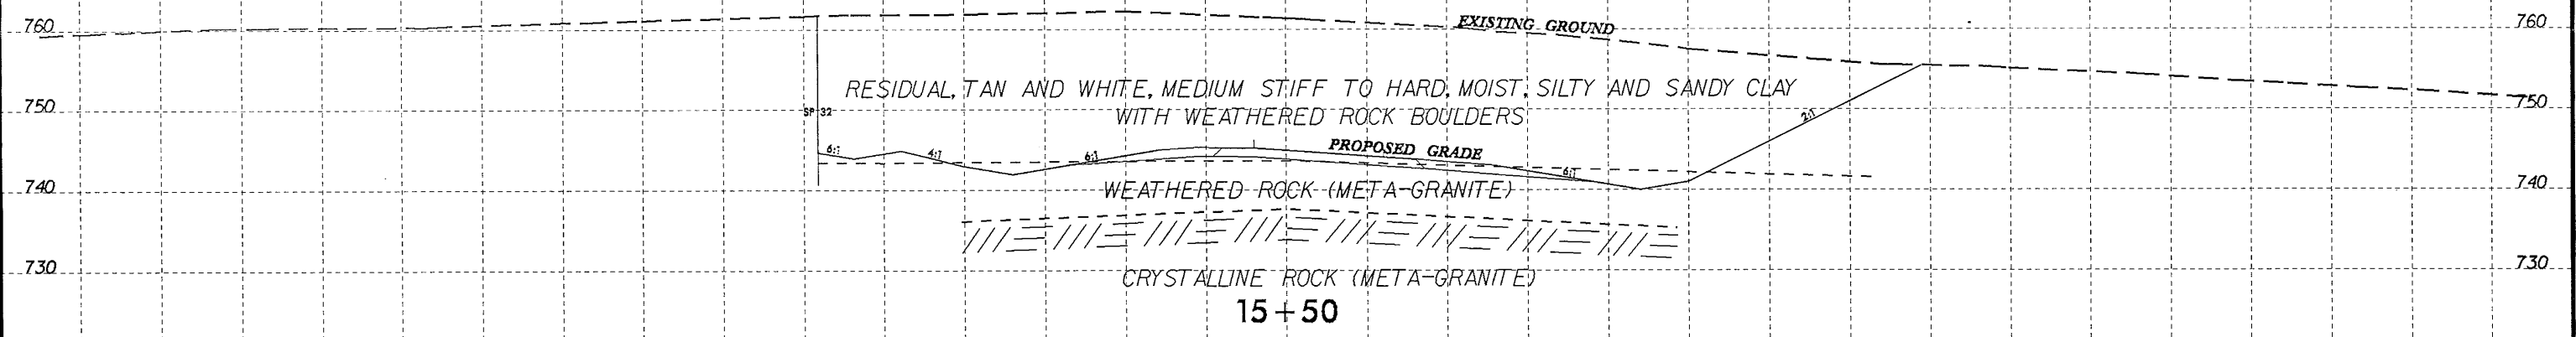 760
EXISTING GROUND
760
RESIDUAL, TAN AND WHITE, MEDIUM STIFF TO HARD, MOIST, SILTY AND SANDY CLAY
750
SP 32
WITH WEATHERED ROCK BOULDERS
2:1
750
6:1
4:1
6:1
PROPOSED GRADE
6:1
740
WEATHERED ROCK (META-GRANITE)
740
730
CRYSTALLINE ROCK (META-GRANITE)
730
15+50